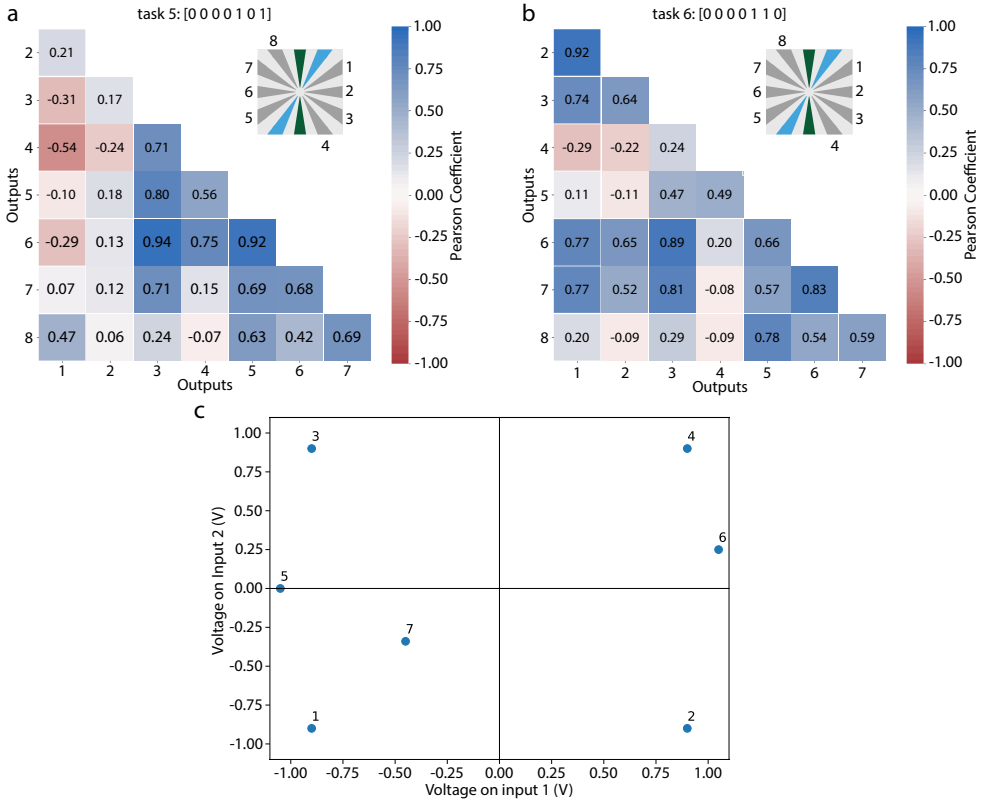 a
task 5: [0 0 0 0 1 0 1]
2 0.21
3 -0.31 0.17
4 -0.54 -0.24 0.71
5 -0.10 0.18 0.80 0.56
6 -0.29 0.13 0.94 0.75 0.92
7 0.07 0.12 0.71 0.15 0.69 0.68
8 0.47 0.06 0.24 -0.07 0.63 0.42 0.69
1 2 3 4 5 6 7
Outputs
Outputs
8
7 1
6 2
5 3
4
1.00
0.75
0.50
0.25
0.00
-0.25
-0.50
-0.75
-1.00
Pearson Coefficient
b
task 6: [0 0 0 0 1 1 0]
2 0.92
3 0.74 0.64
4 -0.29 -0.22 0.24
5 0.11 -0.11 0.47 0.49
6 0.77 0.65 0.89 0.20 0.66
7 0.77 0.52 0.81 -0.08 0.57 0.83
8 0.20 -0.09 0.29 -0.09 0.78 0.54 0.59
1 2 3 4 5 6 7
Outputs
Outputs
8
7 1
6 2
5 3
4
1.00
0.75
0.50
0.25
0.00
-0.25
-0.50
-0.75
-1.00
Pearson Coefficient
c
1.00
0.75
0.50
0.25
0.00
-0.25
-0.50
-0.75
-1.00
Voltage on Input 2 (V)
3 4
6
5
7
1 2
-1.00 -0.75 -0.50 -0.25 0.00 0.25 0.50 0.75 1.00
Voltage on input 1 (V)